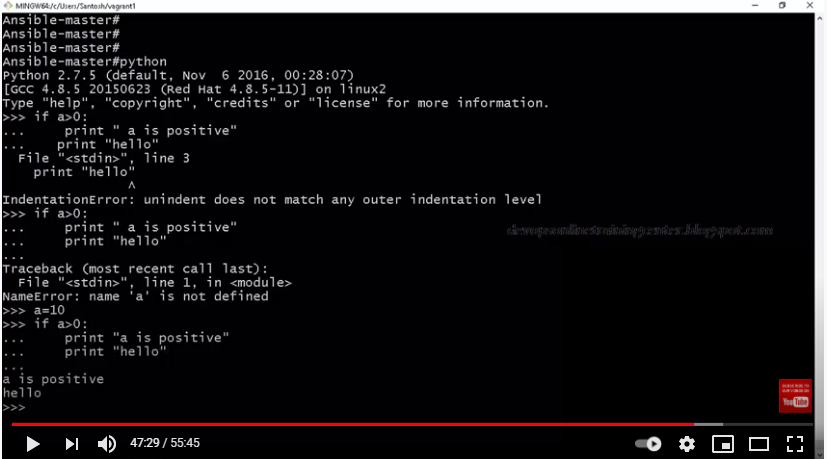 MINGW64:/c/Users/Santosh/vagrant1
Ansible-master#
Ansible-master#
Ansible-master#
Ansible-master#python
Python 2.7.5 (default, Nov  6 2016, 00:28:07)
[GCC 4.8.5 20150623 (Red Hat 4.8.5-11)] on linux2
Type "help", "copyright", "credits" or "license" for more information.
>>> if a>0:
...     print " a is positive"
...    print "hello"
  File "<stdin>", line 3
    print "hello"
                ^
IndentationError: unindent does not match any outer indentation level
>>> if a>0:
...     print " a is positive"
...     print "hello"
...
devopsonlinetrainingcenter.blogspot.com
Traceback (most recent call last):
  File "<stdin>", line 1, in <module>
NameError: name 'a' is not defined
>>> a=10
>>> if a>0:
...     print "a is positive"
...     print "hello"
...
a is positive
hello
>>>
YouTube
47:29 / 55:45